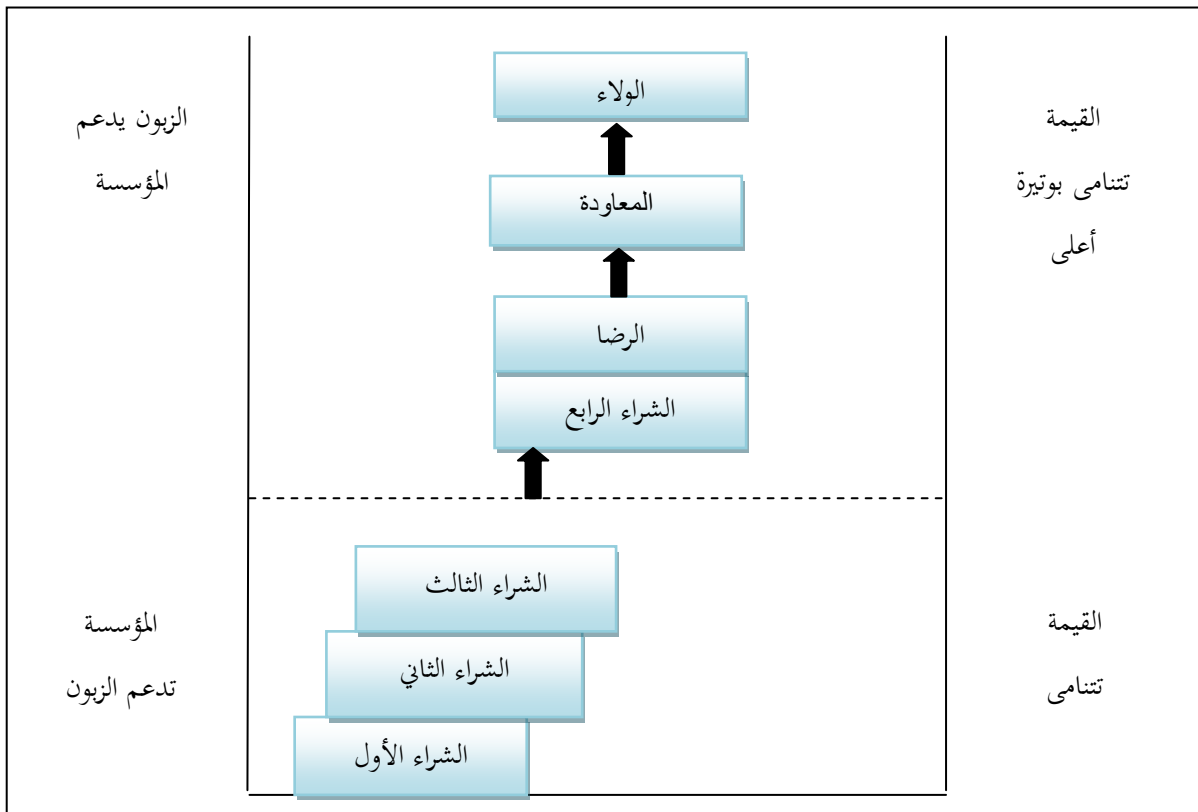 الولاء
القيمة
تتنامى بوتيرة
أعلى
الزبون يدعم
المؤسسة
المعاودة
الرضا
الشراء الرابع
الشراء الثالث
الشراء الثاني
الشراء الأول
القيمة
تتنامى
المؤسسة
تدعم الزبون